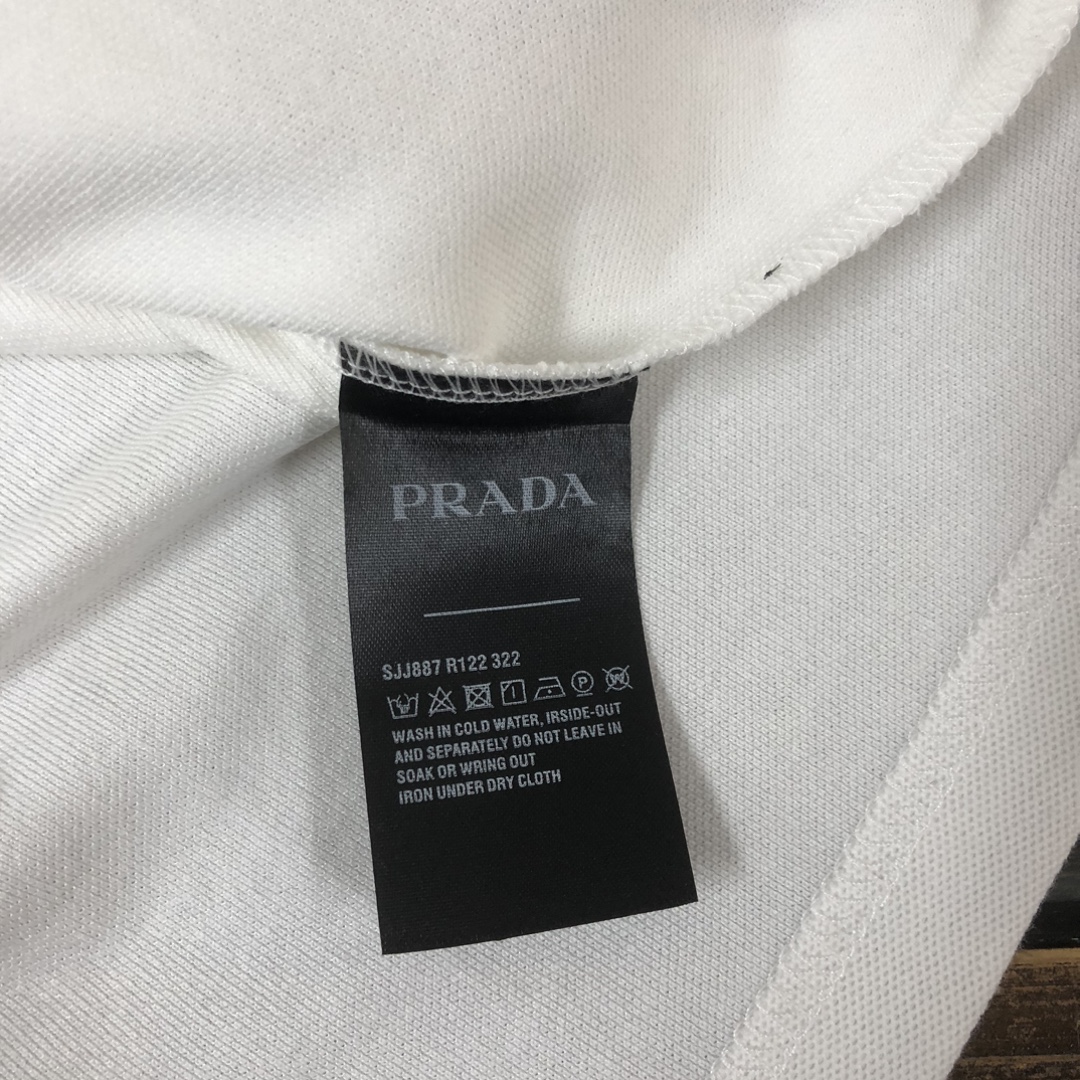 PRADA
SJJ887 R122 322
WASH IN COLD WATER, IRSIDE-OUT
AND SEPARATELY DO NOT LEAVE IN
SOAK OR WRING OUT
IRON UNDER DRY CLOTH